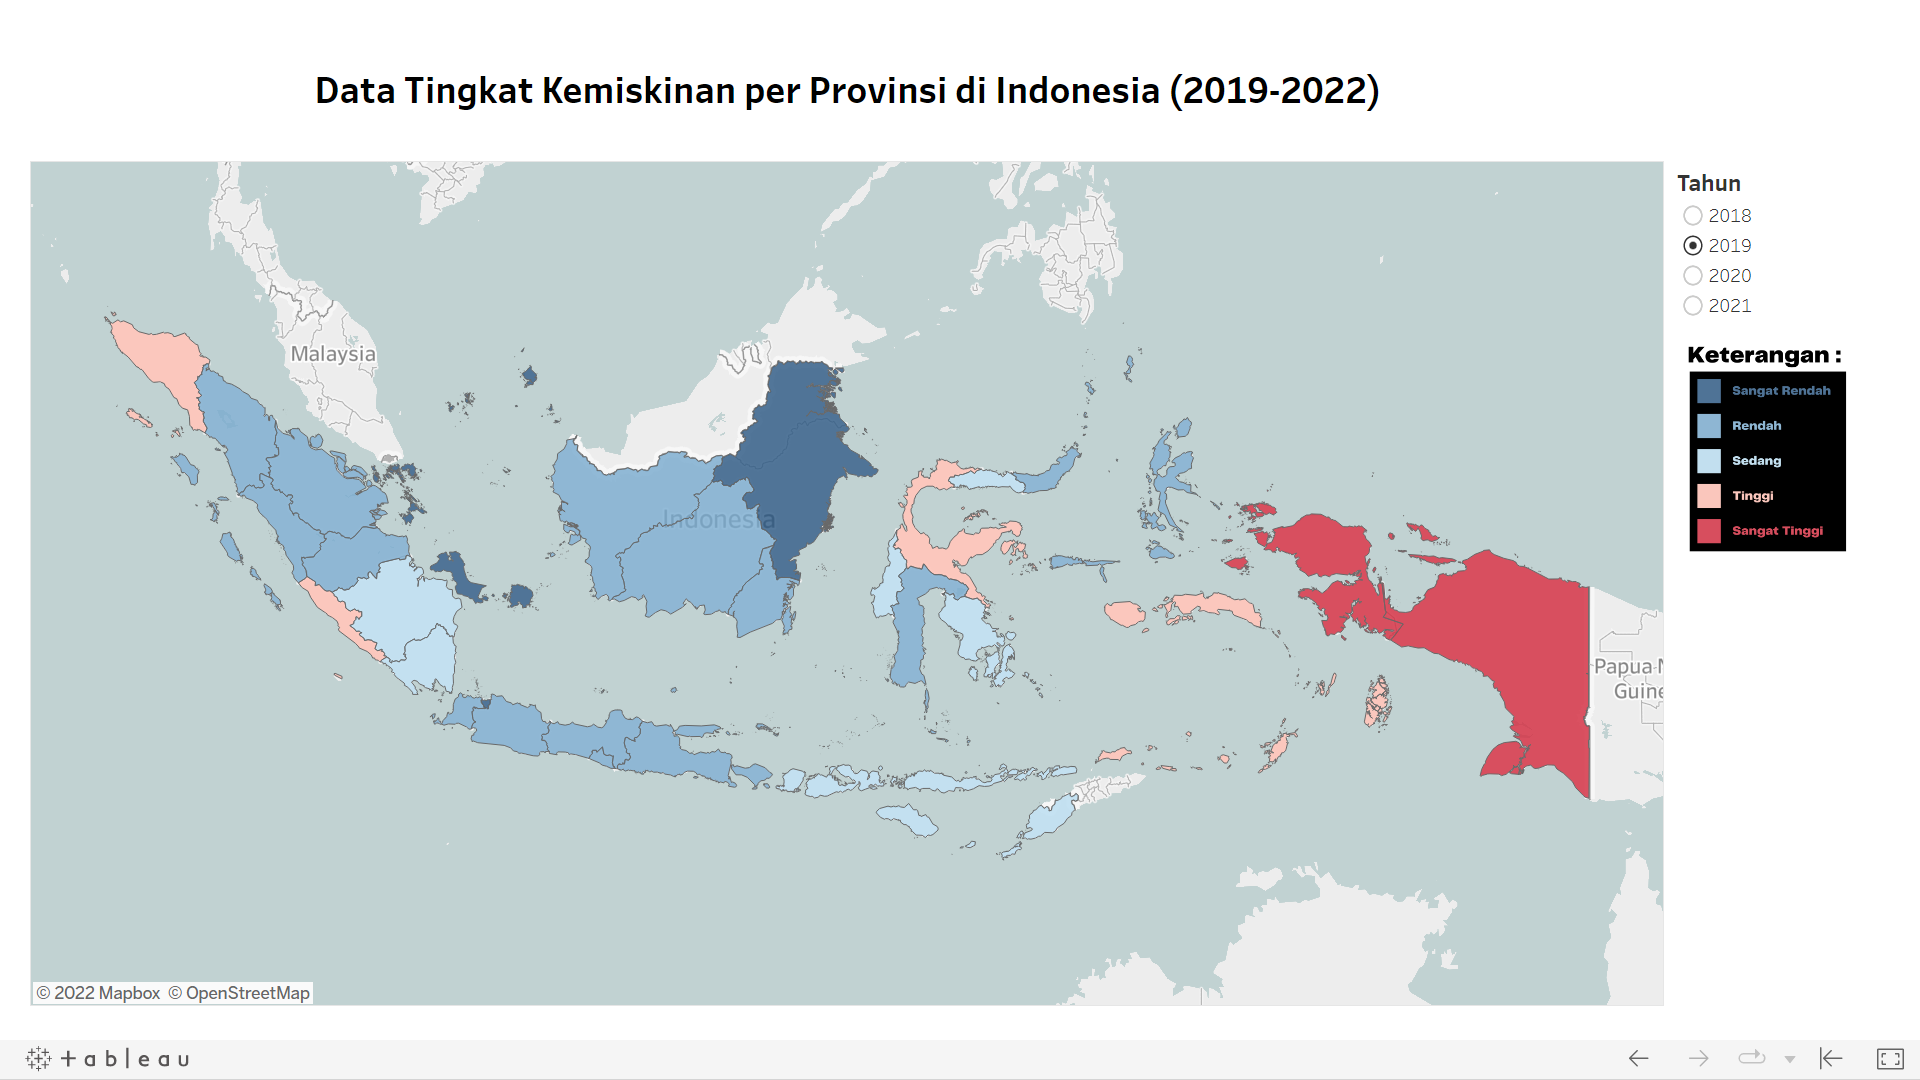 Data Tingkat Kemiskinan per Provinsi di Indonesia (2019-2022)
Tahun
2018
2019
2020
2021
Keterangan :
Sangat Rendah
Rendah
Sedang
Tinggi
Sangat Tinggi
Malaysia
Indonesia
Papua N
Guine
© 2022 Mapbox © OpenStreetMap
+ a b l e a u